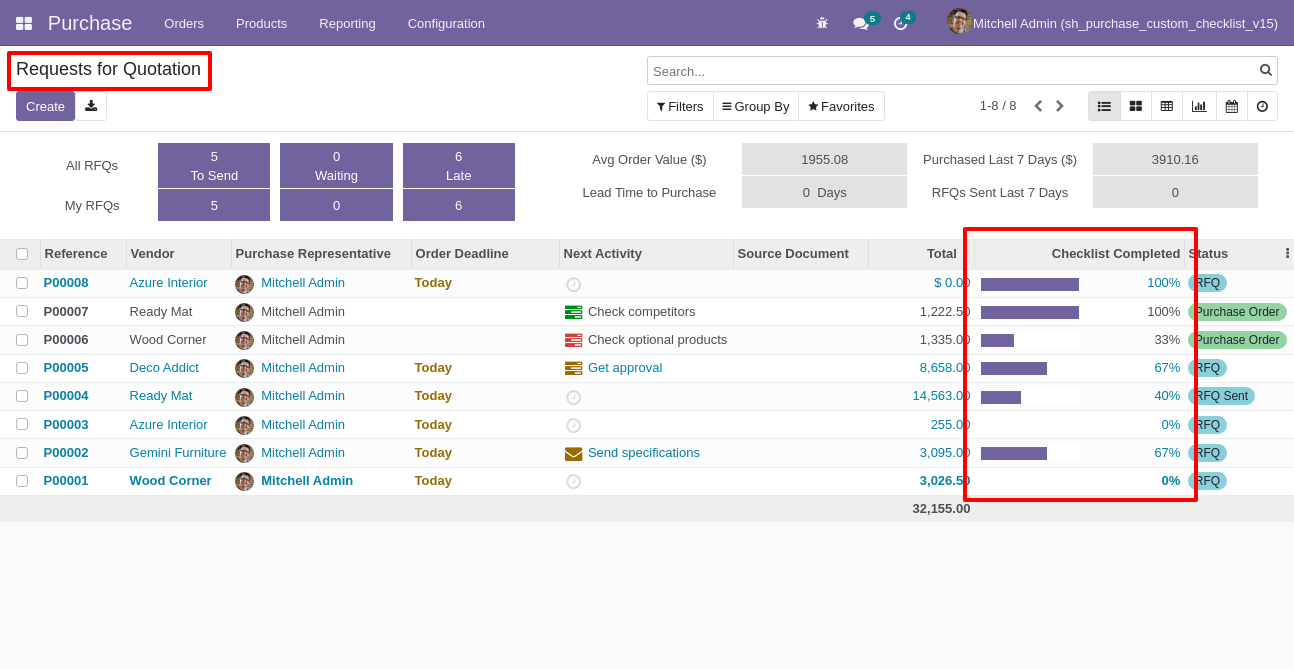 Purchase Orders Products Reporting Configuration 5 4 Mitchell Admin (sh_purchase_custom_checklist_v15)
Requests for Quotation
Search...
Create
Filters Group By Favorites 1-8 / 8
All RFQs 5 To Send 0 Waiting 6 Late
My RFQs 5 0 6
Avg Order Value ($) 1955.08 Purchased Last 7 Days ($) 3910.16
Lead Time to Purchase 0 Days RFQs Sent Last 7 Days 0
Reference Vendor Purchase Representative Order Deadline Next Activity Source Document Total Checklist Completed Status
P00008 Azure Interior Mitchell Admin Today $ 0.00 100% RFQ
P00007 Ready Mat Mitchell Admin Check competitors 1,222.50 100% Purchase Order
P00006 Wood Corner Mitchell Admin Check optional products 1,335.00 33% Purchase Order
P00005 Deco Addict Mitchell Admin Today Get approval 8,658.00 67% RFQ
P00004 Ready Mat Mitchell Admin Today 14,563.00 40% RFQ Sent
P00003 Azure Interior Mitchell Admin Today 255.00 0% RFQ
P00002 Gemini Furniture Mitchell Admin Today Send specifications 3,095.00 67% RFQ
P00001 Wood Corner Mitchell Admin Today 3,026.50 0% RFQ
32,155.00